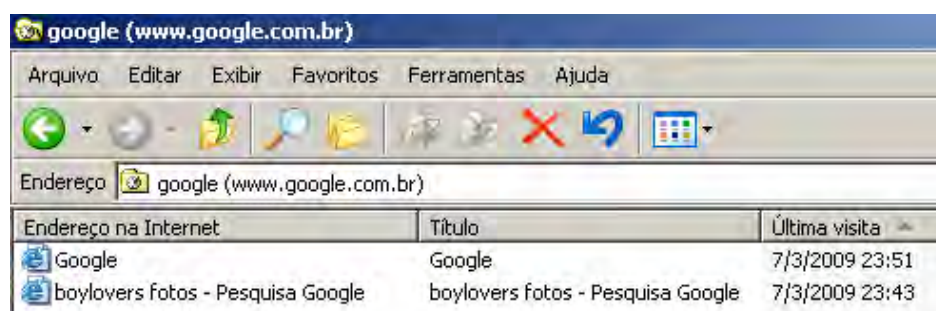 google (www.google.com.br)
Arquivo Editar Exibir Favoritos Ferramentas Ajuda
Endereço google (www.google.com.br)
Endereço na Internet Título Última visita
Google Google 7/3/2009 23:51
boylovers fotos - Pesquisa Google boylovers fotos - Pesquisa Google 7/3/2009 23:43